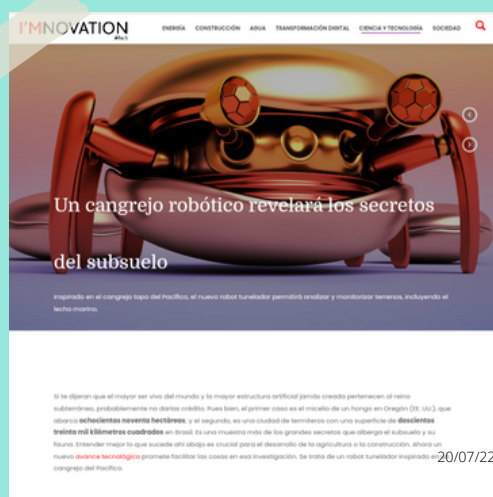 I'MNOVATION
#hub
ENERGÍA CONSTRUCCIÓN AGUA TRANSFORMACIÓN DIGITAL CIENCIA Y TECNOLOGÍA SOCIEDAD
Un cangrejo robótico revelará los secretos
del subsuelo
Inspirado en el cangrejo topo del Pacífico, el nuevo robot tunelador permitirá analizar y monitorizar terrenos, incluyendo el
lecho marino.
Si te dijeran que el mayor ser vivo del mundo y la mayor estructura artificial jamás creada pertenecen al reino
subterráneo, probablemente no darías crédito. Pues bien, el primer caso es el micelio de un hongo en Oregón (EE. UU.), que
abarca ochocientas noventa hectáreas; y el segundo, es una ciudad de termiteros con una superficie de doscientos
treinta mil kilómetros cuadrados en Brasil. Es una muestra más de los grandes secretos que alberga el subsuelo y su
fauna. Entender mejor lo que sucede ahí abajo es crucial para el desarrollo de la agricultura o la construcción. Ahora un
nuevo avance tecnológico promete facilitar las cosas en esa investigación. Se trata de un robot tunelador inspirado en
cangrejo del Pacífico.
20/07/22